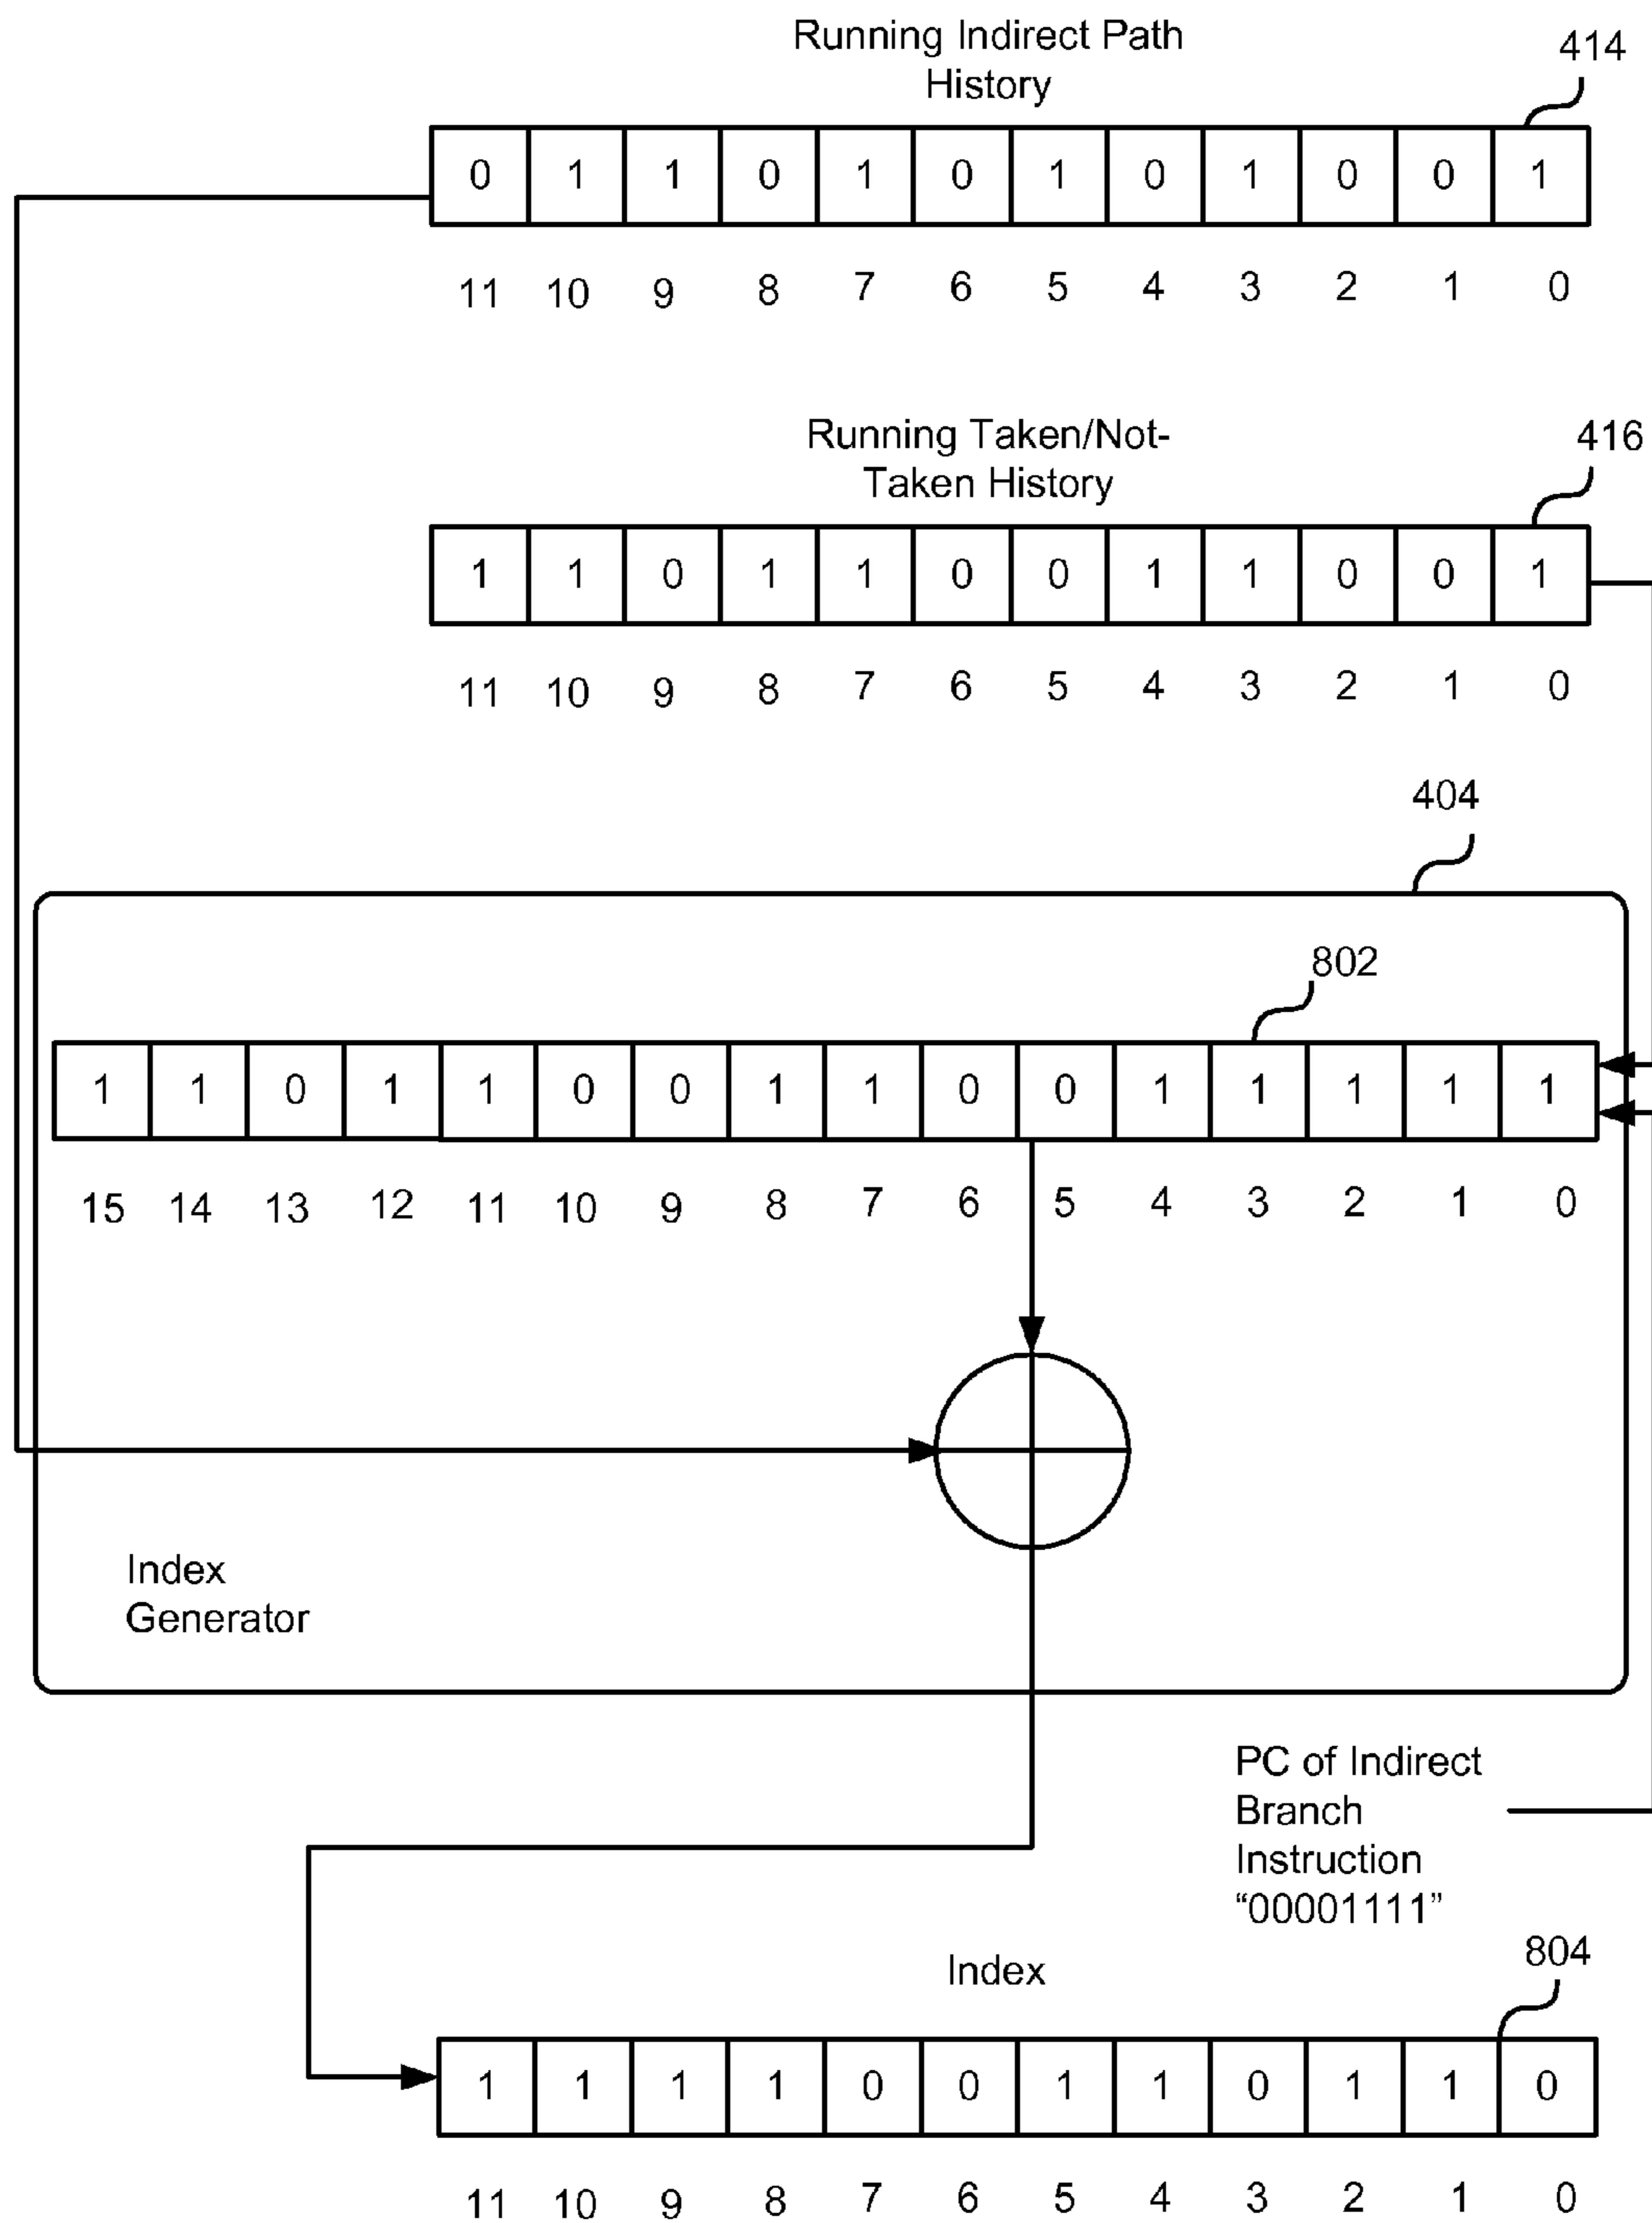 Running Indirect Path
History
414
0 1 1 0 1 0 1 0 1 0 0 1
11 10 9 8 7 6 5 4 3 2 1 0
Running Taken/Not-
Taken History
416
1 1 0 1 1 0 0 1 1 0 0 1
11 10 9 8 7 6 5 4 3 2 1 0
404
802
1 1 0 1 1 0 0 1 1 0 0 1 1 1 1 1
15 14 13 12 11 10 9 8 7 6 5 4 3 2 1 0
Index
Generator
PC of Indirect
Branch
Instruction
“00001111”
Index
804
1 1 1 1 0 0 1 1 0 1 1 0
11 10 9 8 7 6 5 4 3 2 1 0